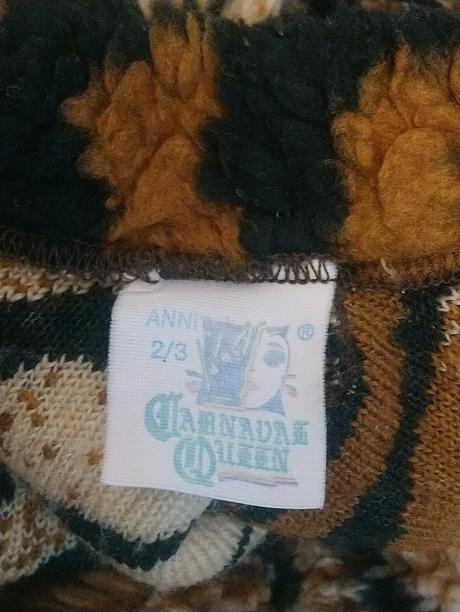 ANNI
2/3
®
CARNAVAL
QUEEN